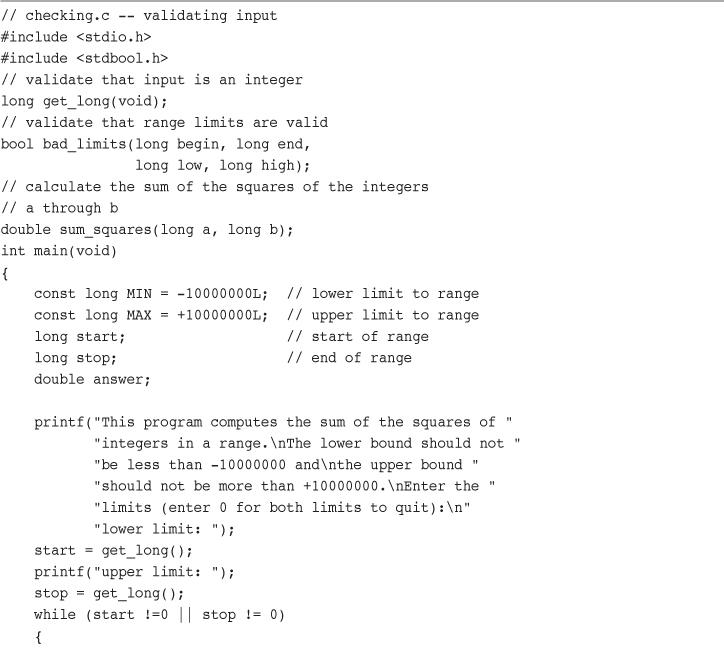 // checking.c -- validating input
#include <stdio.h>
#include <stdbool.h>
// validate that input is an integer
long get_long(void);
// validate that range limits are valid
bool bad_limits(long begin, long end,
                long low, long high);
// calculate the sum of the squares of the integers
// a through b
double sum_squares(long a, long b);
int main(void)
{
    const long MIN = -10000000L;  // lower limit to range
    const long MAX = +10000000L;  // upper limit to range
    long start;                   // start of range
    long stop;                    // end of range
    double answer;

    printf("This program computes the sum of the squares of "
           "integers in a range.\nThe lower bound should not "
           "be less than -10000000 and\nthe upper bound "
           "should not be more than +10000000.\nEnter the "
           "limits (enter 0 for both limits to quit):\n"
           "lower limit: ");
    start = get_long();
    printf("upper limit: ");
    stop = get_long();
    while (start !=0 || stop != 0)
    {